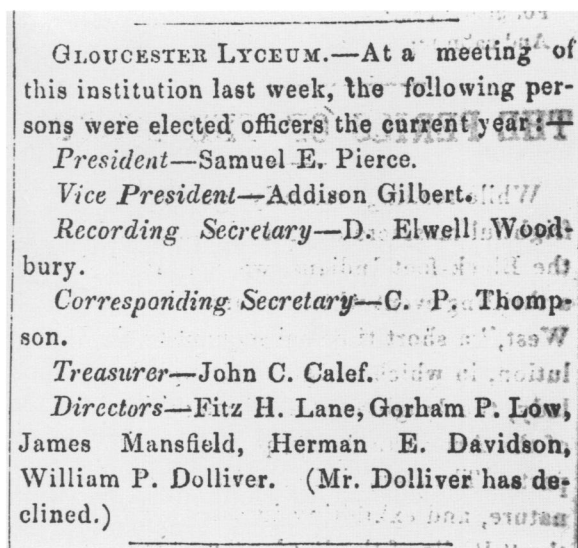 GLOUCESTER LYCEUM.—At a meeting of
this institution last week, the following per-
sons were elected officers the current year:—
President—Samuel E. Pierce.
Vice President—Addison Gilbert.
Recording Secretary—D. Elwell Wood-
bury.
Corresponding Secretary—C. P. Thomp-
son.
Treasurer—John C. Calef.
Directors—Fitz H. Lane, Gorham P. Low,
James Mansfield, Herman E. Davidson,
William P. Dolliver. (Mr. Dolliver has de-
clined.)